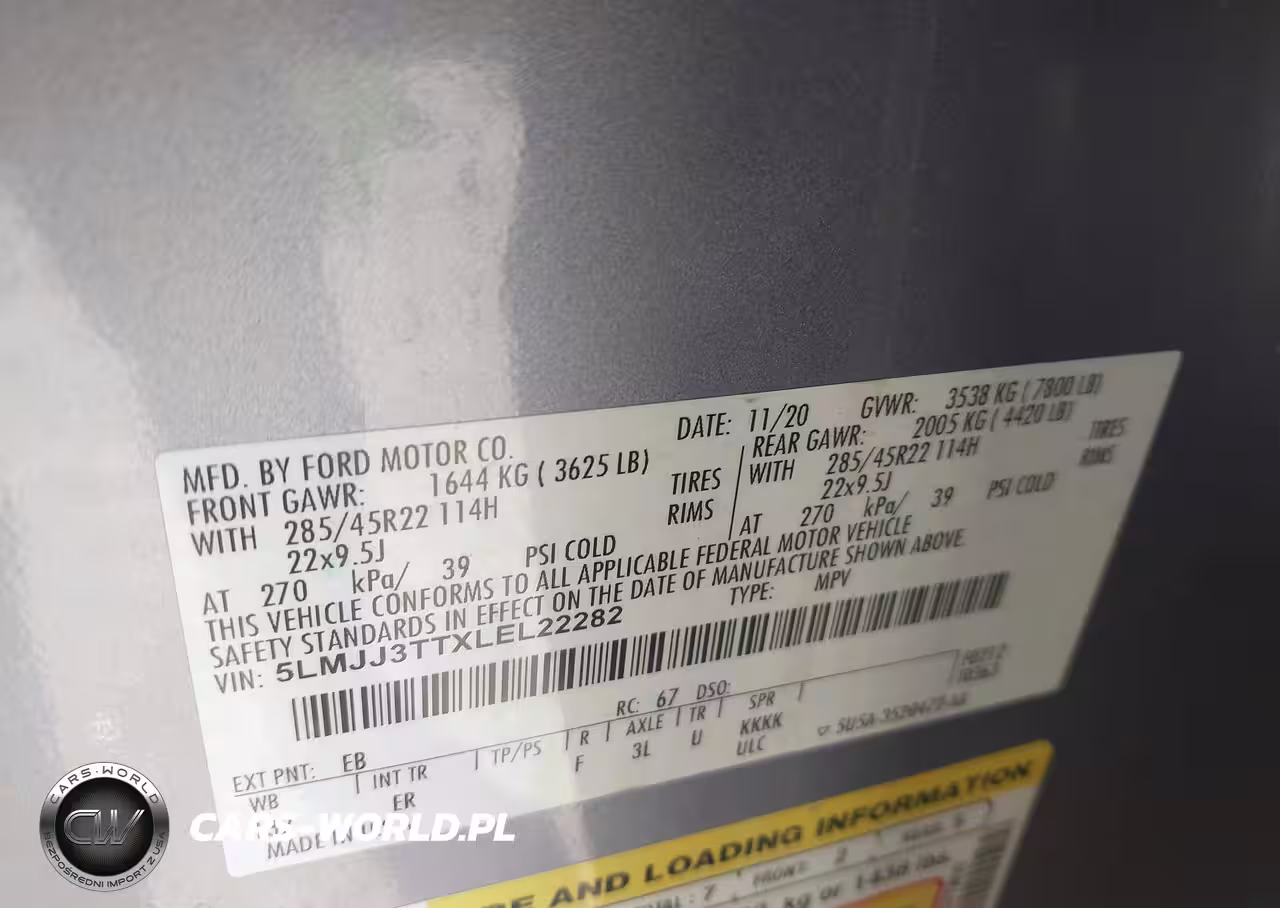 MFD. BY FORD MOTOR CO. DATE: 11/20 GVWR: 3538 KG ( 7800 LB)
FRONT GAWR: 1644 KG ( 3625 LB) REAR GAWR: 2005 KG ( 4420 LB)
WITH 285/45R22 114H TIRES WITH 285/45R22 114H TIRES
22x9.5J RIMS 22x9.5J RIMS
AT 270 kPa/ 39 PSI COLD AT 270 kPa/ 39 PSI COLD
THIS VEHICLE CONFORMS TO ALL APPLICABLE FEDERAL MOTOR VEHICLE
SAFETY STANDARDS IN EFFECT ON THE DATE OF MANUFACTURE SHOWN ABOVE
VIN: 5LMJJ3TTXLEL22282 TYPE: MPV
EXT PNT: EB RC: 67 DSO:
WB INT TR TP/PS R AXLE TR SPR
ER F 3L U KKKK
ULC
MADE IN
AND LOADING INFORMATION
CARS-WORLD
CW
BEZPOŚREDNI IMPORT Z USA
CARS-WORLD.PL